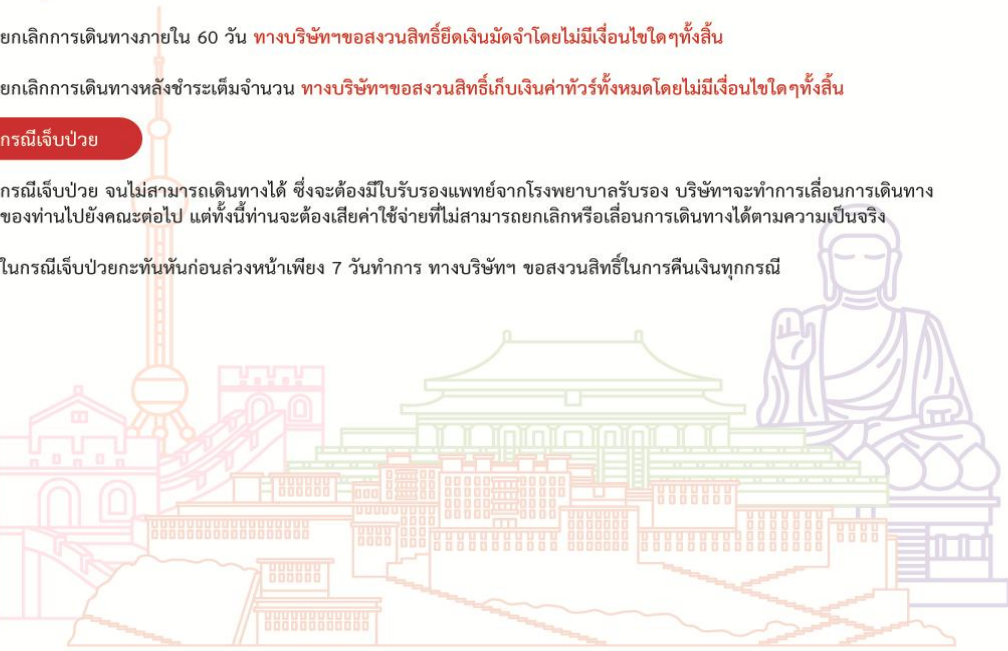 ยกเลิกการเดินทางภายใน 60 วัน ทางบริษัทฯขอสงวนสิทธิ์ยึดเงินมัดจำโดยไม่มีเงื่อนไขใดๆทั้งสิ้น
ยกเลิกการเดินทางหลังชำระเต็มจำนวน ทางบริษัทฯขอสงวนสิทธิ์เก็บเงินค่าทัวร์ทั้งหมดโดยไม่มีเงื่อนไขใดๆทั้งสิ้น
กรณีเจ็บป่วย
กรณีเจ็บป่วย จนไม่สามารถเดินทางได้ ซึ่งจะต้องมีใบรับรองแพทย์จากโรงพยาบาลรับรอง บริษัทฯจะทำการเลื่อนการเดินทาง
ของท่านไปยังคณะต่อไป แต่ทั้งนี้ท่านจะต้องเสียค่าใช้จ่ายที่ไม่สามารถยกเลิกหรือเลื่อนการเดินทางได้ตามความเป็นจริง
ในกรณีเจ็บป่วยกะทันหันก่อนล่วงหน้าเพียง 7 วันทำการ ทางบริษัทฯ ขอสงวนสิทธิ์ในการคืนเงินทุกกรณี